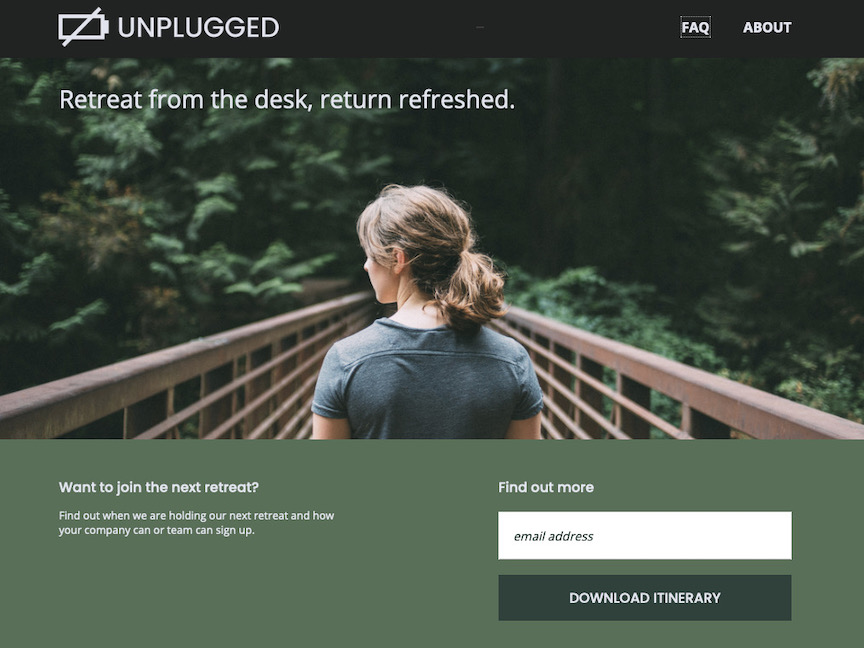 UNPLUGGED
FAQ
ABOUT
Retreat from the desk, return refreshed.
Want to join the next retreat?
Find out when we are holding our next retreat and how
your company can or team can sign up.
Find out more
email address
DOWNLOAD ITINERARY